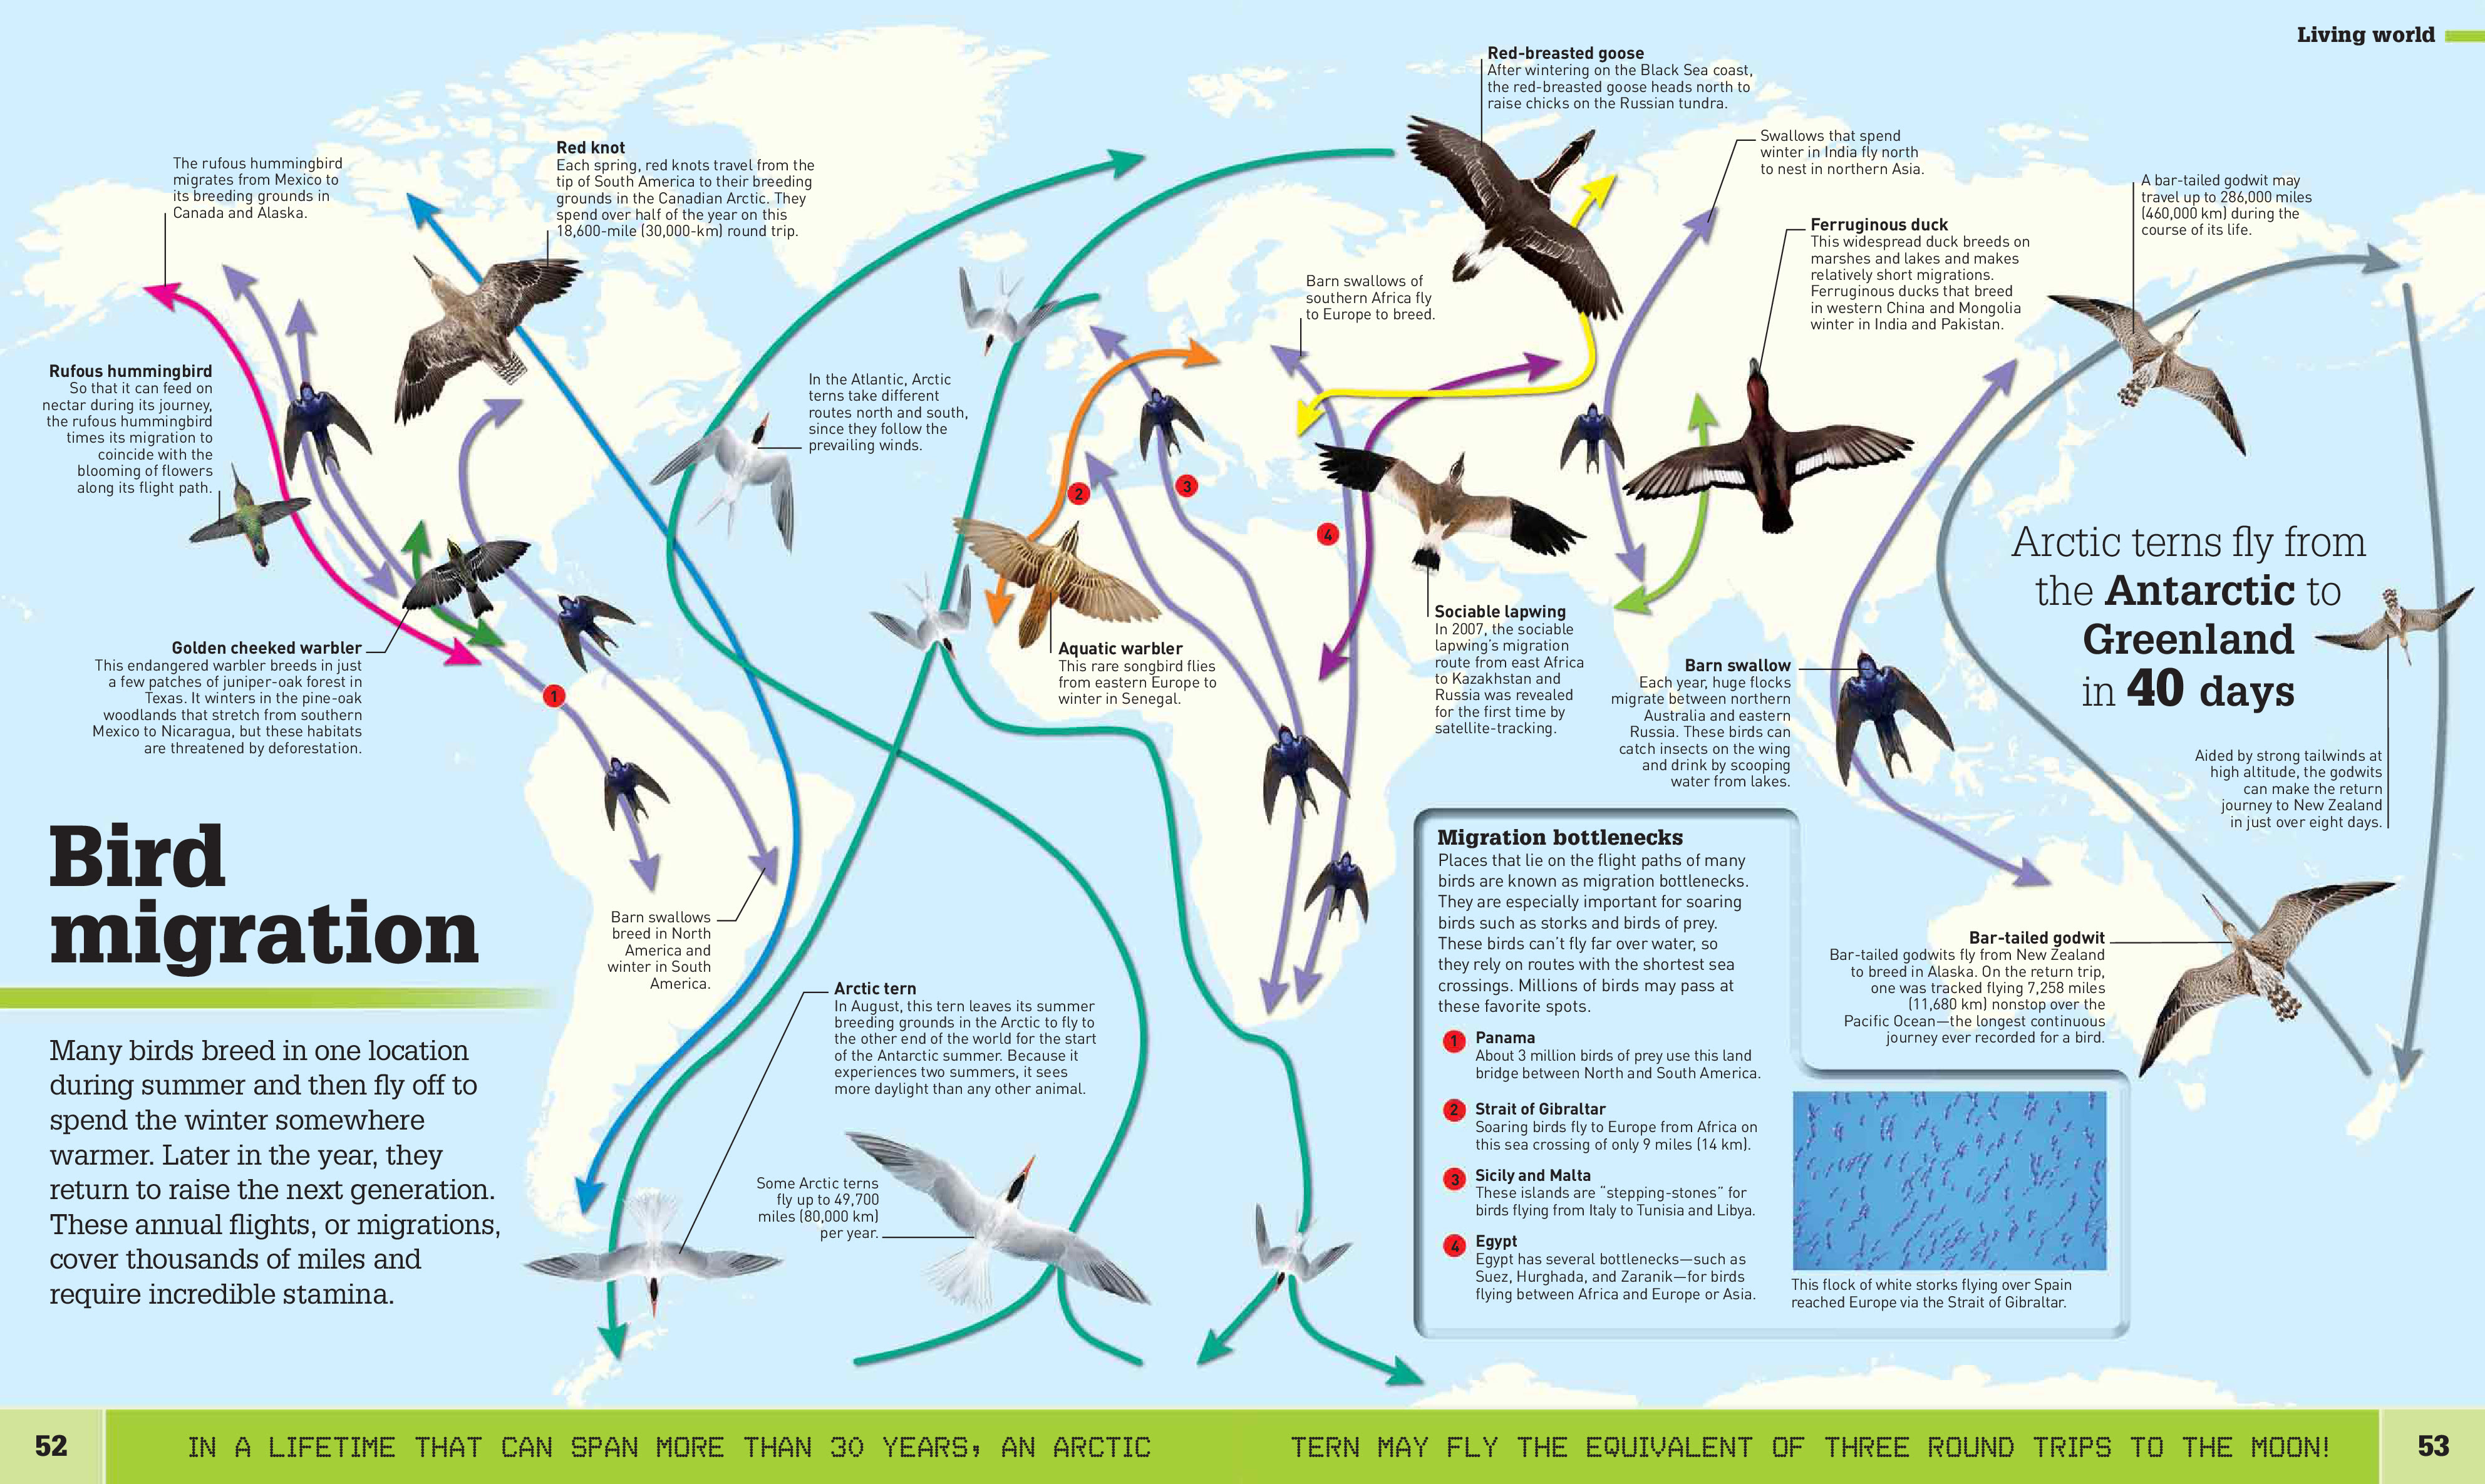 Living world
Red-breasted goose
After wintering on the Black Sea coast,
the red-breasted goose heads north to
raise chicks on the Russian tundra.
Swallows that spend
winter in India fly north
to nest in northern Asia.
The rufous hummingbird
migrates from Mexico to
its breeding grounds in
Canada and Alaska.
Red knot
Each spring, red knots travel from the
tip of South America to their breeding
grounds in the Canadian Arctic. They
spend over half of the year on this
18,600-mile (30,000-km) round trip.
A bar-tailed godwit may
travel up to 286,000 miles
(460,000 km) during the
course of its life.
Ferruginous duck
This widespread duck breeds on
marshes and lakes and makes
relatively short migrations.
Ferruginous ducks that breed
in western China and Mongolia
winter in India and Pakistan.
Barn swallows of
southern Africa fly
to Europe to breed.
Rufous hummingbird
So that it can feed on
nectar during its journey,
the rufous hummingbird
times its migration to
coincide with the
blooming of flowers
along its flight path.
In the Atlantic, Arctic
terns take different
routes north and south,
since they follow the
prevailing winds.
2
3
4
Arctic terns fly from
the Antarctic to
Greenland
in 40 days
Golden cheeked warbler
This endangered warbler breeds in just
a few patches of juniper-oak forest in
Texas. It winters in the pine-oak
woodlands that stretch from southern
Mexico to Nicaragua, but these habitats
are threatened by deforestation.
1
Aquatic warbler
This rare songbird flies
from eastern Europe to
winter in Senegal.
Sociable lapwing
In 2007, the sociable
lapwing's migration
route from east Africa
to Kazakhstan and
Russia was revealed
for the first time by
satellite-tracking.
Barn swallow
Each year, huge flocks
migrate between northern
Australia and eastern
Russia. These birds can
catch insects on the wing
and drink by scooping
water from lakes.
Aided by strong tailwinds at
high altitude, the godwits
can make the return
journey to New Zealand
in just over eight days.
Bird
migration
Many birds breed in one location
during summer and then fly off to
spend the winter somewhere
warmer. Later in the year, they
return to raise the next generation.
These annual flights, or migrations,
cover thousands of miles and
require incredible stamina.
Barn swallows
breed in North
America and
winter in South
America.
Arctic tern
In August, this tern leaves its summer
breeding grounds in the Arctic to fly to
the other end of the world for the start
of the Antarctic summer. Because it
experiences two summers, it sees
more daylight than any other animal.
Some Arctic terns
fly up to 49,700
miles (80,000 km)
per year.
Migration bottlenecks
Places that lie on the flight paths of many
birds are known as migration bottlenecks.
They are especially important for soaring
birds such as storks and birds of prey.
These birds can't fly far over water, so
they rely on routes with the shortest sea
crossings. Millions of birds may pass at
these favorite spots.
1 Panama
About 3 million birds of prey use this land
bridge between North and South America.
2 Strait of Gibraltar
Soaring birds fly to Europe from Africa on
this sea crossing of only 9 miles (14 km).
3 Sicily and Malta
These islands are "stepping-stones" for
birds flying from Italy to Tunisia and Libya.
4 Egypt
Egypt has several bottlenecks—such as
Suez, Hurghada, and Zaranik—for birds
flying between Africa and Europe or Asia.
Bar-tailed godwit
Bar-tailed godwits fly from New Zealand
to breed in Alaska. On the return trip,
one was tracked flying 7,258 miles
(11,680 km) nonstop over the
Pacific Ocean—the longest continuous
journey ever recorded for a bird.
This flock of white storks flying over Spain
reached Europe via the Strait of Gibraltar.
52
IN A LIFETIME THAT CAN SPAN MORE THAN 30 YEARS, AN ARCTIC TERN MAY FLY THE EQUIVALENT OF THREE ROUND TRIPS TO THE MOON!
53